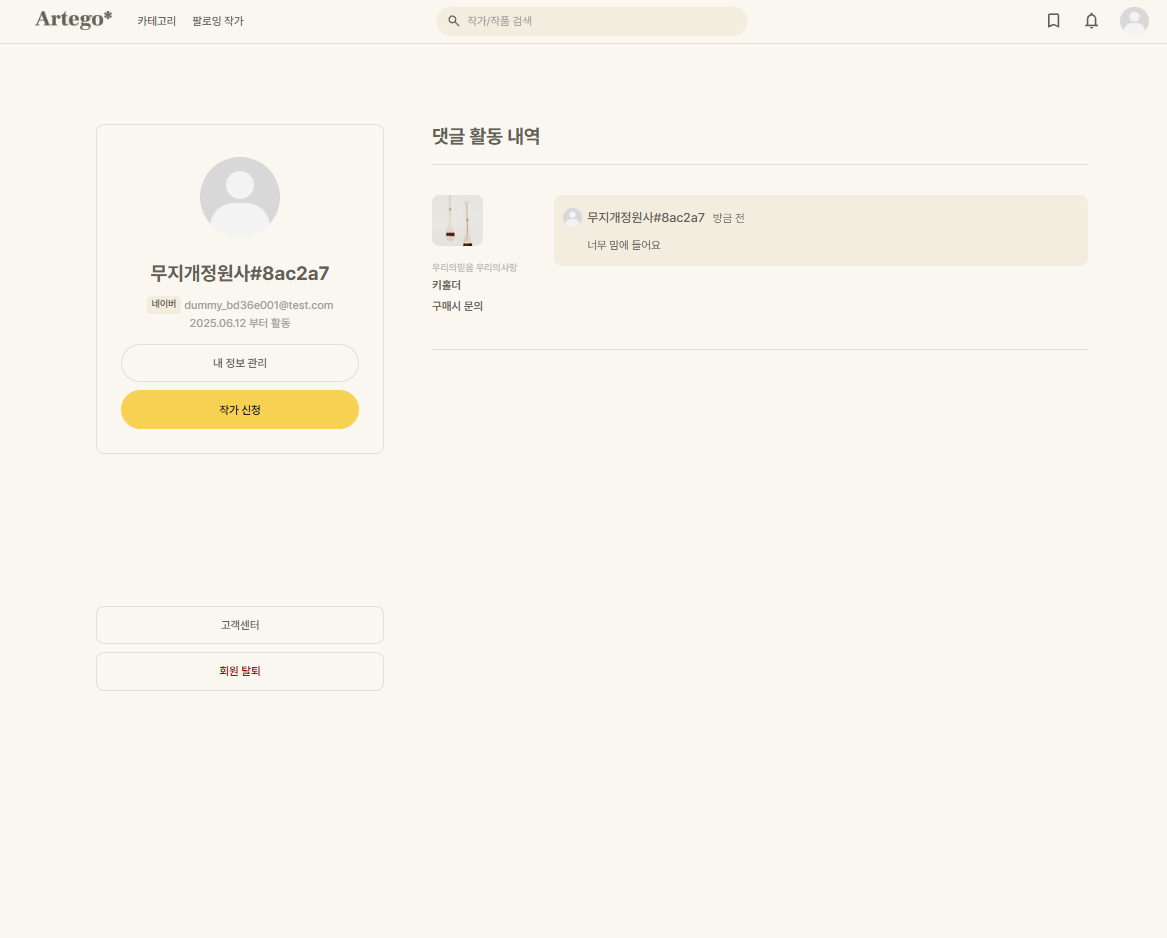 Artego*
카테고리
팔로잉 작가
작가/작품 검색
무지개정원사#8ac2a7
네이버 dummy_bd36e001@test.com
2025.06.12 부터 활동
내 정보 관리
작가 신청
고객센터
회원 탈퇴
댓글 활동 내역
우리의믿을 우리의사랑
키홀더
구매시 문의
무지개정원사#8ac2a7 방금 전
너무 맘에 들어요